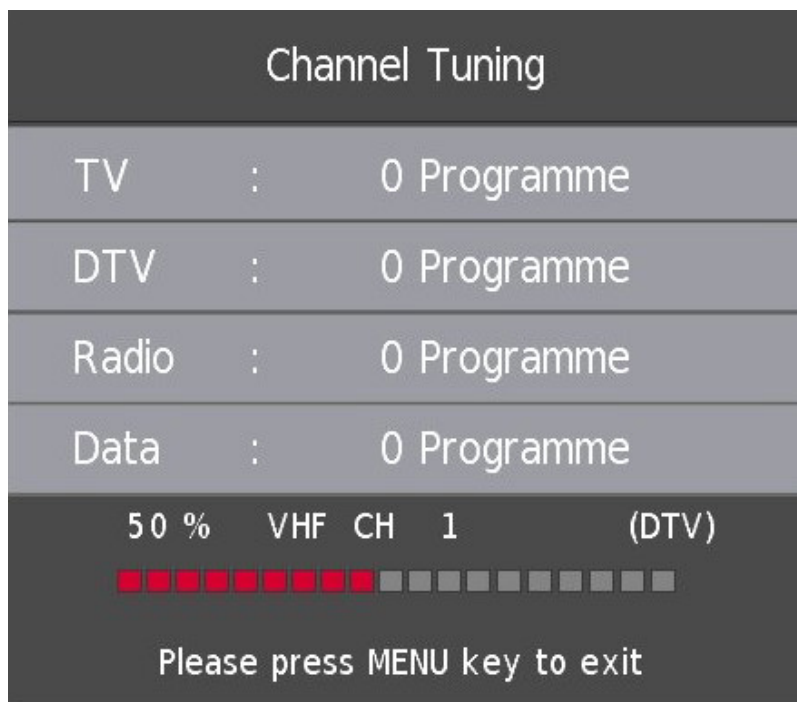 Channel Tuning
TV : 0 Programme
DTV : 0 Programme
Radio : 0 Programme
Data : 0 Programme
50 % VHF CH 1 (DTV)
Please press MENU key to exit